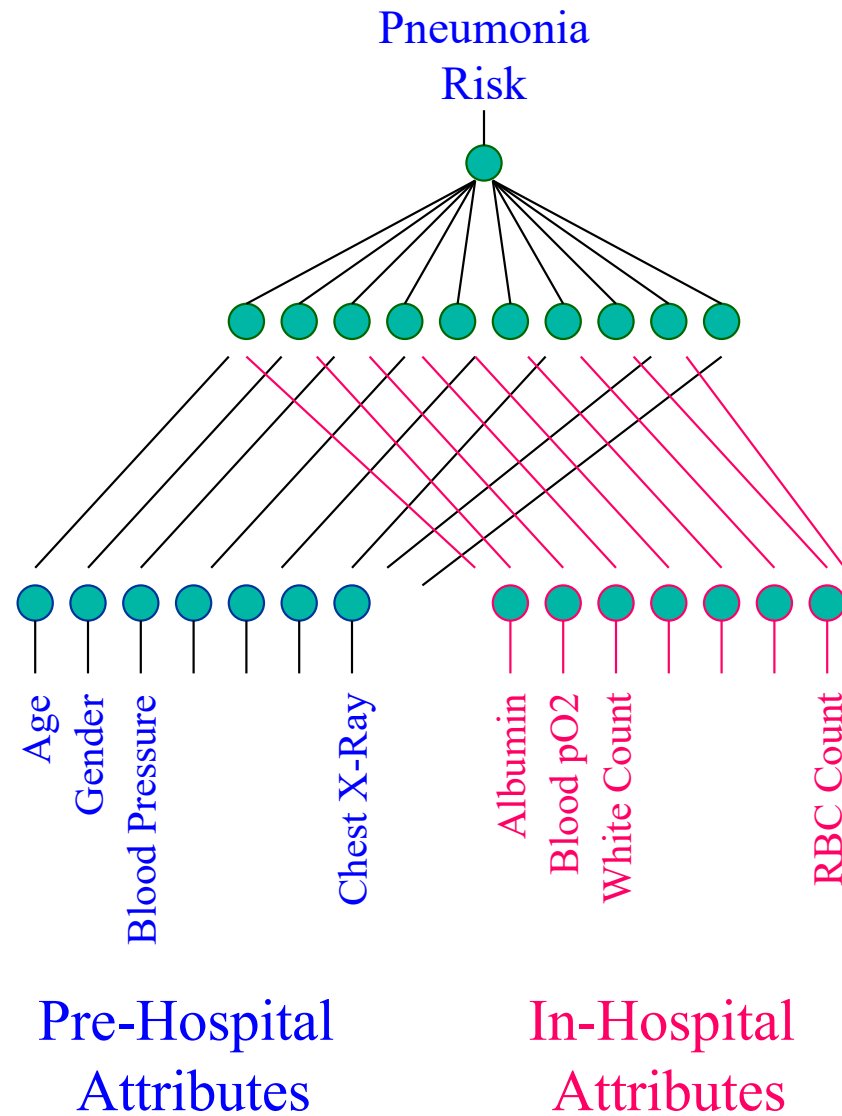 Pneumonia
Risk
Age
Gender
Blood Pressure
Chest X-Ray
Albumin
Blood pO2
White Count
RBC Count
Pre-Hospital
Attributes
In-Hospital
Attributes